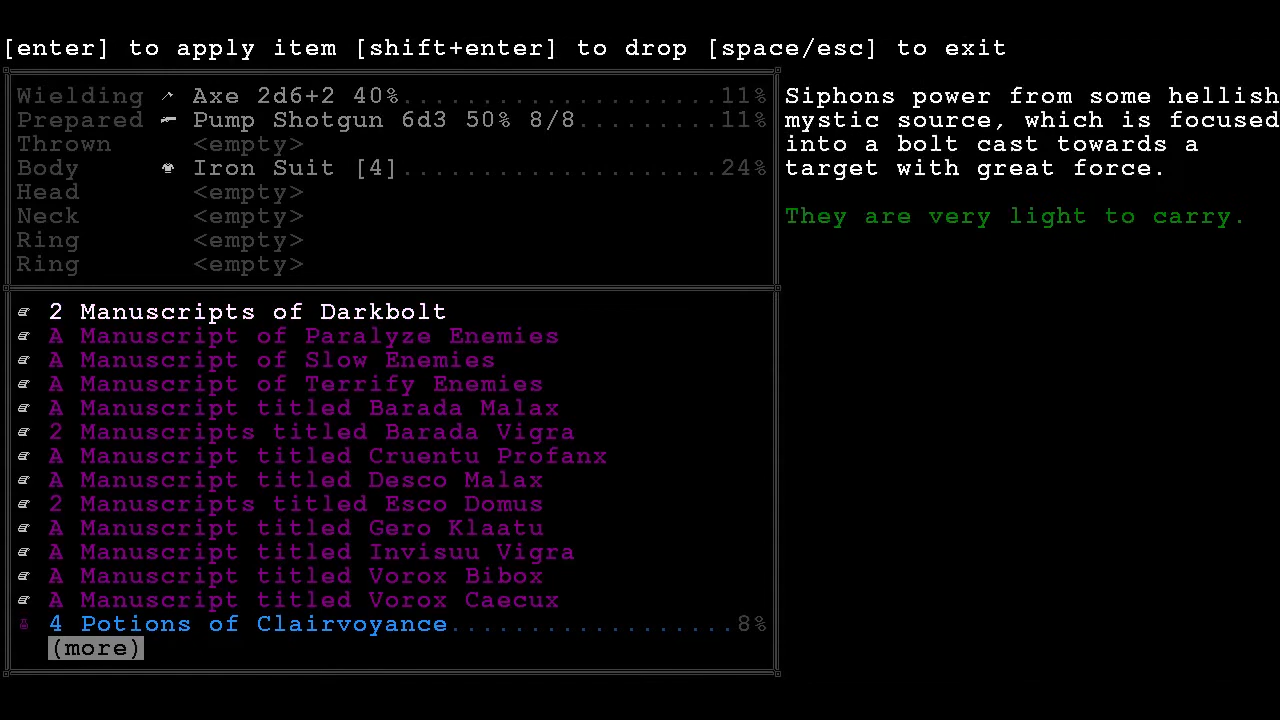 [enter] to apply item [shift+enter] to drop [space/esc] to exit
Wielding Axe 2d6+2 40%....................11%
Prepared Pump Shotgun 6d3 50% 8/8.........11%
Thrown <empty>
Body Iron Suit [4]....................24%
Head <empty>
Neck <empty>
Ring <empty>
Ring <empty>
2 Manuscripts of Darkbolt
A Manuscript of Paralyze Enemies
A Manuscript of Slow Enemies
A Manuscript of Terrify Enemies
A Manuscript titled Barada Malax
2 Manuscripts titled Barada Vigra
A Manuscript titled Cruentu Profanx
A Manuscript titled Desco Malax
2 Manuscripts titled Esco Domus
A Manuscript titled Gero Klaatu
A Manuscript titled Invisuu Vigra
A Manuscript titled Vorox Bibox
A Manuscript titled Vorox Caecux
4 Potions of Clairvoyance..................8%
(more)
Siphons power from some hellish
mystic source, which is focused
into a bolt cast towards a
target with great force.
They are very light to carry.